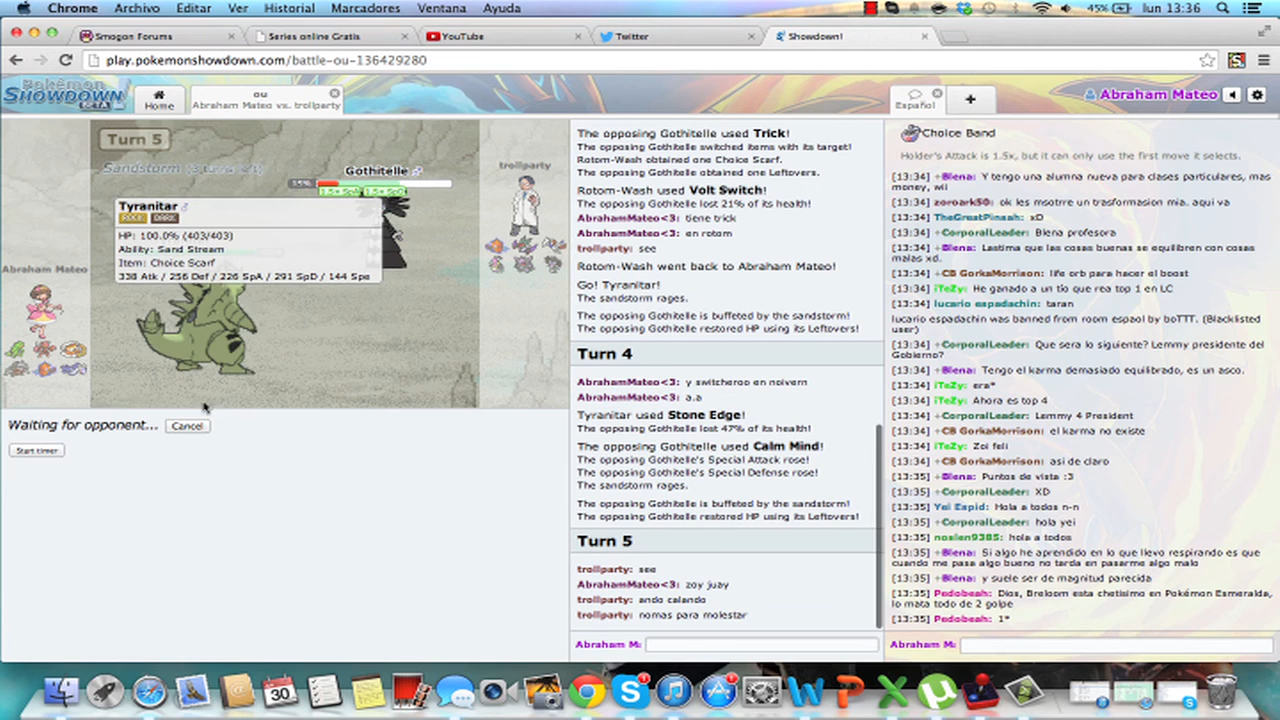 Chrome Archivo Editar Ver Historial Marcadores Ventana Ayuda 45% lun 13:36
Smogon Forums Series online Gratis YouTube Twitter Showdown!
play.pokemonshowdown.com/battle-ou-136429280
Pokémon
SHOWDOWN
BETA
Home
ou
Abraham Mateo vs. trollparty
Español
+
Abraham Mateo
Turn 5
Sandstorm (3 turns left)
Gothitelle
15%
1.5× SpA 1.5× SpD
Tyranitar
ROCK DARK
HP: 100.0% (403/403)
Ability: Sand Stream
Item: Choice Scarf
338 Atk / 256 Def / 226 SpA / 291 SpD / 144 Spe
Abraham Mateo
trollparty
Waiting for opponent... Cancel
Start timer
The opposing Gothitelle used Trick!
The opposing Gothitelle switched items with its target!
Rotom-Wash obtained one Choice Scarf.
The opposing Gothitelle obtained one Leftovers.
Rotom-Wash used Volt Switch!
The opposing Gothitelle lost 21% of its health!
AbrahamMateo<3: tiene trick
AbrahamMateo<3: en rotom
trollparty: see
Rotom-Wash went back to Abraham Mateo!
Go! Tyranitar!
The sandstorm rages.
The opposing Gothitelle is buffeted by the sandstorm!
The opposing Gothitelle restored HP using its Leftovers!
Turn 4
AbrahamMateo<3: y switcheroo en noivern
AbrahamMateo<3: a.a
Tyranitar used Stone Edge!
The opposing Gothitelle lost 47% of its health!
The opposing Gothitelle used Calm Mind!
The opposing Gothitelle's Special Attack rose!
The opposing Gothitelle's Special Defense rose!
The sandstorm rages.
The opposing Gothitelle is buffeted by the sandstorm!
The opposing Gothitelle restored HP using its Leftovers!
Turn 5
trollparty: see
AbrahamMateo<3: zoy juay
trollparty: ando calando
trollparty: nomas para molestar
Abraham M:
Choice Band
Holder's Attack is 1.5x, but it can only use the first move it selects.
[13:34] +Blena: Y tengo una alumna nueva para clases particulares, mas
money, wii
[13:34] zoroark50: ok les msotrre un trasformasion mia. aqui va
[13:34] TheGreatPinsah: xD
[13:34] +CorporalLeader: Blena profesora
[13:34] +Blena: Lastima que las cosas buenas se equilibren con cosas
malas xd.
[13:34] +CB GorkaMorrison: life orb para hacer el boost
[13:34] iTeZy: He ganado a un tío que rea top 1 en LC
[13:34] lucario espadachin: taran
lucario espadachin was banned from room espaol by boTTT. (Blacklisted
user)
[13:34] +CorporalLeader: Que sera lo siguiente? Lemmy presidente del
Gobierno?
[13:34] +Blena: Tengo el karma demasiado equilibrado, es un asco.
[13:34] iTeZy: era*
[13:34] iTeZy: Ahora es top 4
[13:34] +CorporalLeader: Lemmy 4 President
[13:34] +CB GorkaMorrison: el karma no existe
[13:34] iTeZy: Zoi feli
[13:34] +CB GorkaMorrison: asi de claro
[13:35] +Blena: Puntos de vista :3
[13:35] +CorporalLeader: XD
[13:35] Yei Espid: Hola a todos n-n
[13:35] +CorporalLeader: hola yei
[13:35] noslen9385: hola a todos
[13:35] +Blena: Si algo he aprendido en lo que llevo respirando es que
cuando me pasa algo bueno no tarda en pasarme algo malo
[13:35] +Blena: y suele ser de magnitud parecida
[13:35] Pedobeah: Dios, Breloom esta chetisimo en Pokémon Esmeralda,
lo mata todo de 2 golpe
[13:35] Pedobeah: 1*
Abraham M:
30